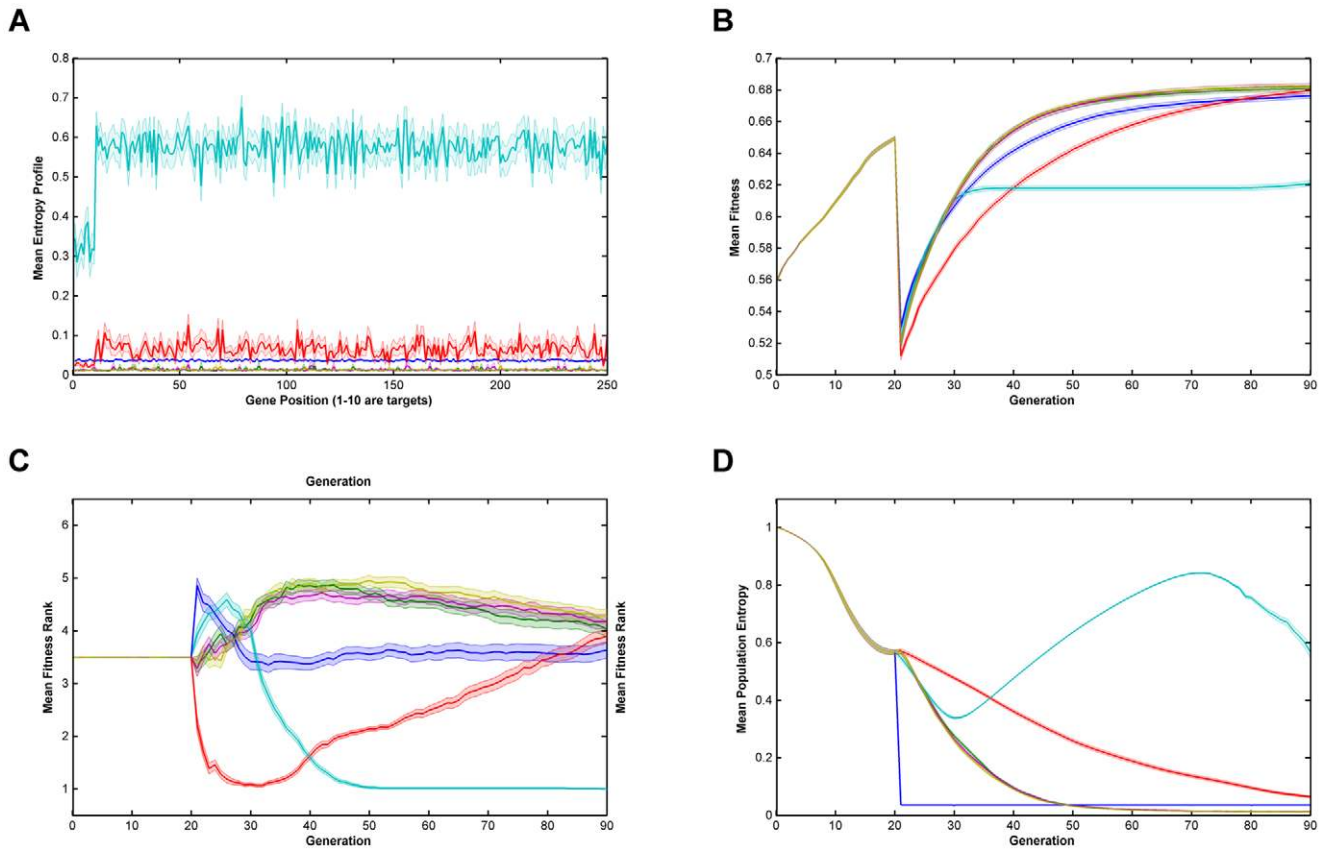 A
B
0.8
0.7
0.6
0.5
0.4
0.3
0.2
0.1
0
Mean Entropy Profile
50
100
150
200
250
Gene Position (1-10 are targets)
0.7
0.68
0.66
0.64
0.62
0.6
0.58
0.56
0.54
0.52
0.5
Mean Fitness
0 10 20 30 40 50 60 70 80 90
Generation
C
D
Generation
6
5
4
3
2
1
Mean Fitness Rank
Mean Fitness Rank
0 10 20 30 40 50 60 70 80 90
Generation
1
0.8
0.6
0.4
0.2
0
Mean Population Entropy
0 10 20 30 40 50 60 70 80 90
Generation